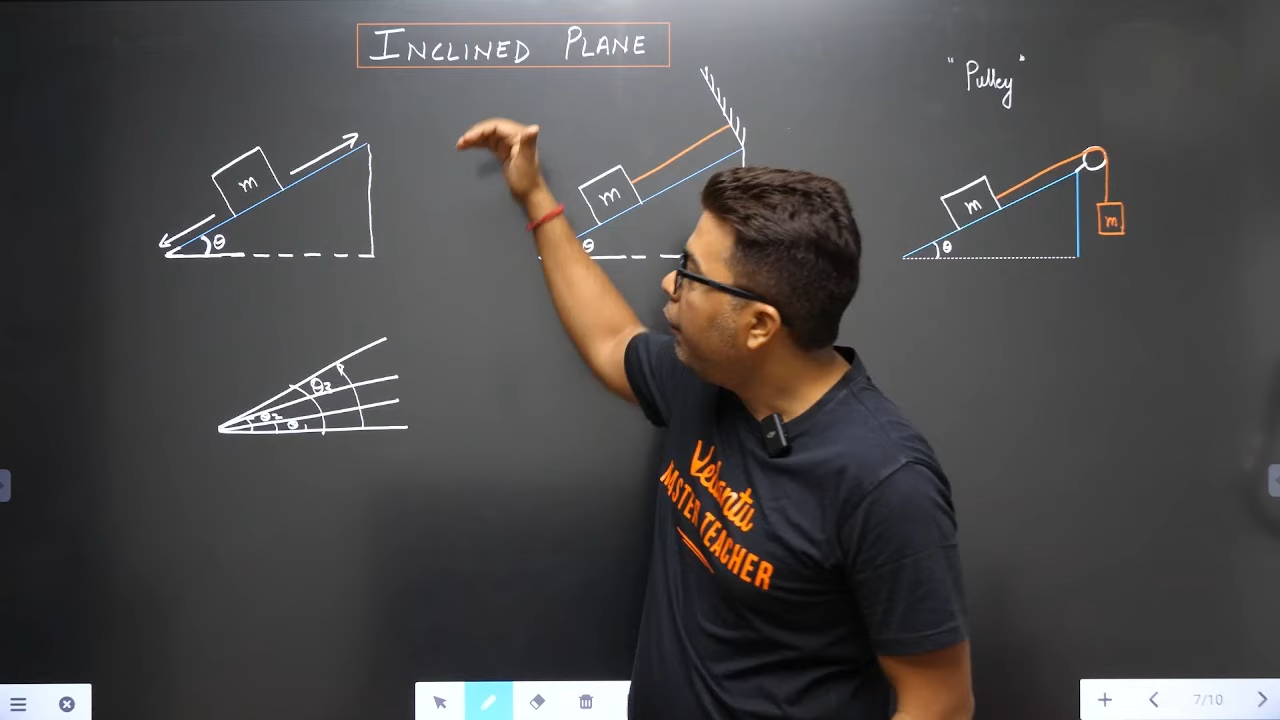 INCLINED PLANE
"Pulley"
m
θ
m
θ
m
m
θ
θ3
θ2
θ1
Vedantu
MASTER TEACHER
7/10